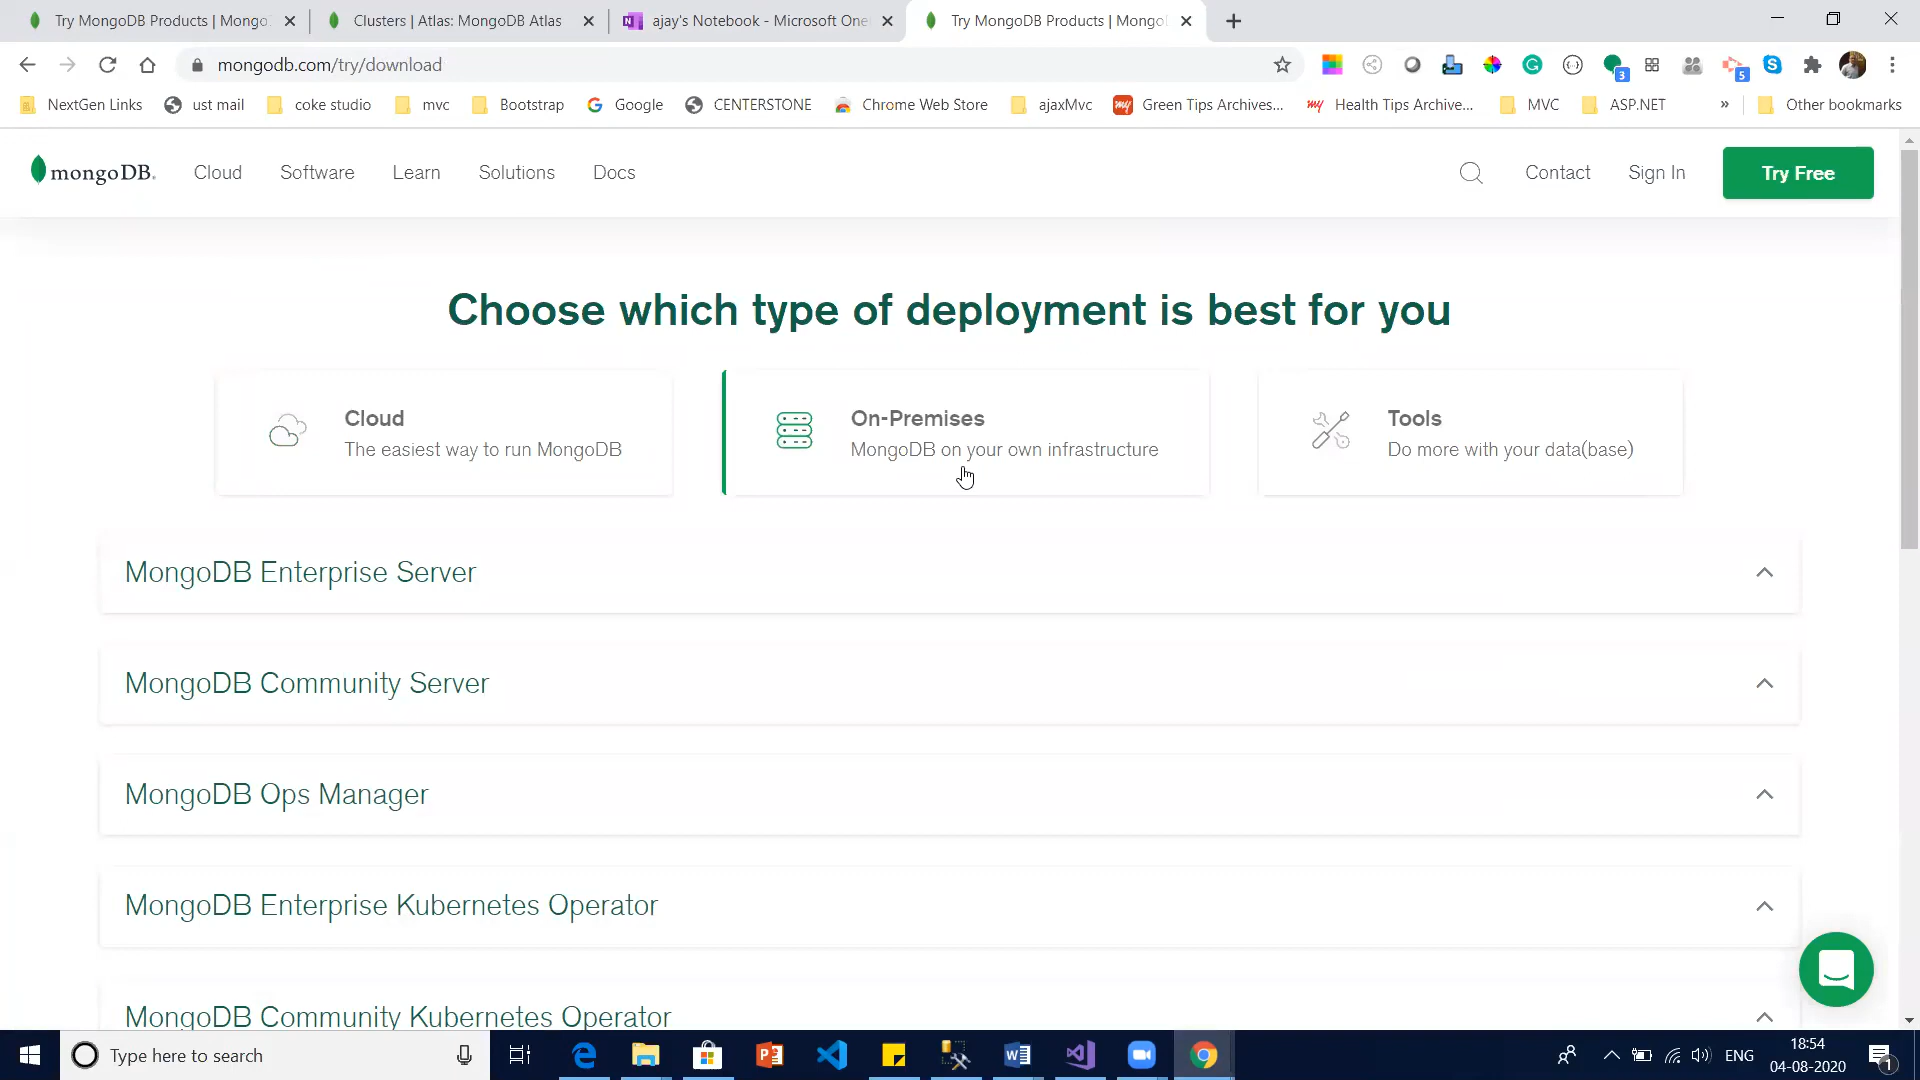 Try MongoDB Products | Mongo
Clusters | Atlas: MongoDB Atlas
ajay's Notebook - Microsoft One
Try MongoDB Products | Mongo
mongodb.com/try/download
3
5
NextGen Links
ust mail
coke studio
mvc
Bootstrap
Google
CENTERSTONE
Chrome Web Store
ajaxMvc
my
Green Tips Archives...
my
Health Tips Archive...
MVC
ASP.NET
»
Other bookmarks
mongoDB.
Cloud
Software
Learn
Solutions
Docs
Contact
Sign In
Try Free
Choose which type of deployment is best for you
Cloud
The easiest way to run MongoDB
On-Premises
MongoDB on your own infrastructure
Tools
Do more with your data(base)
MongoDB Enterprise Server
MongoDB Community Server
MongoDB Ops Manager
MongoDB Enterprise Kubernetes Operator
MongoDB Community Kubernetes Operator
Type here to search
ENG
18:54
04-08-2020
1